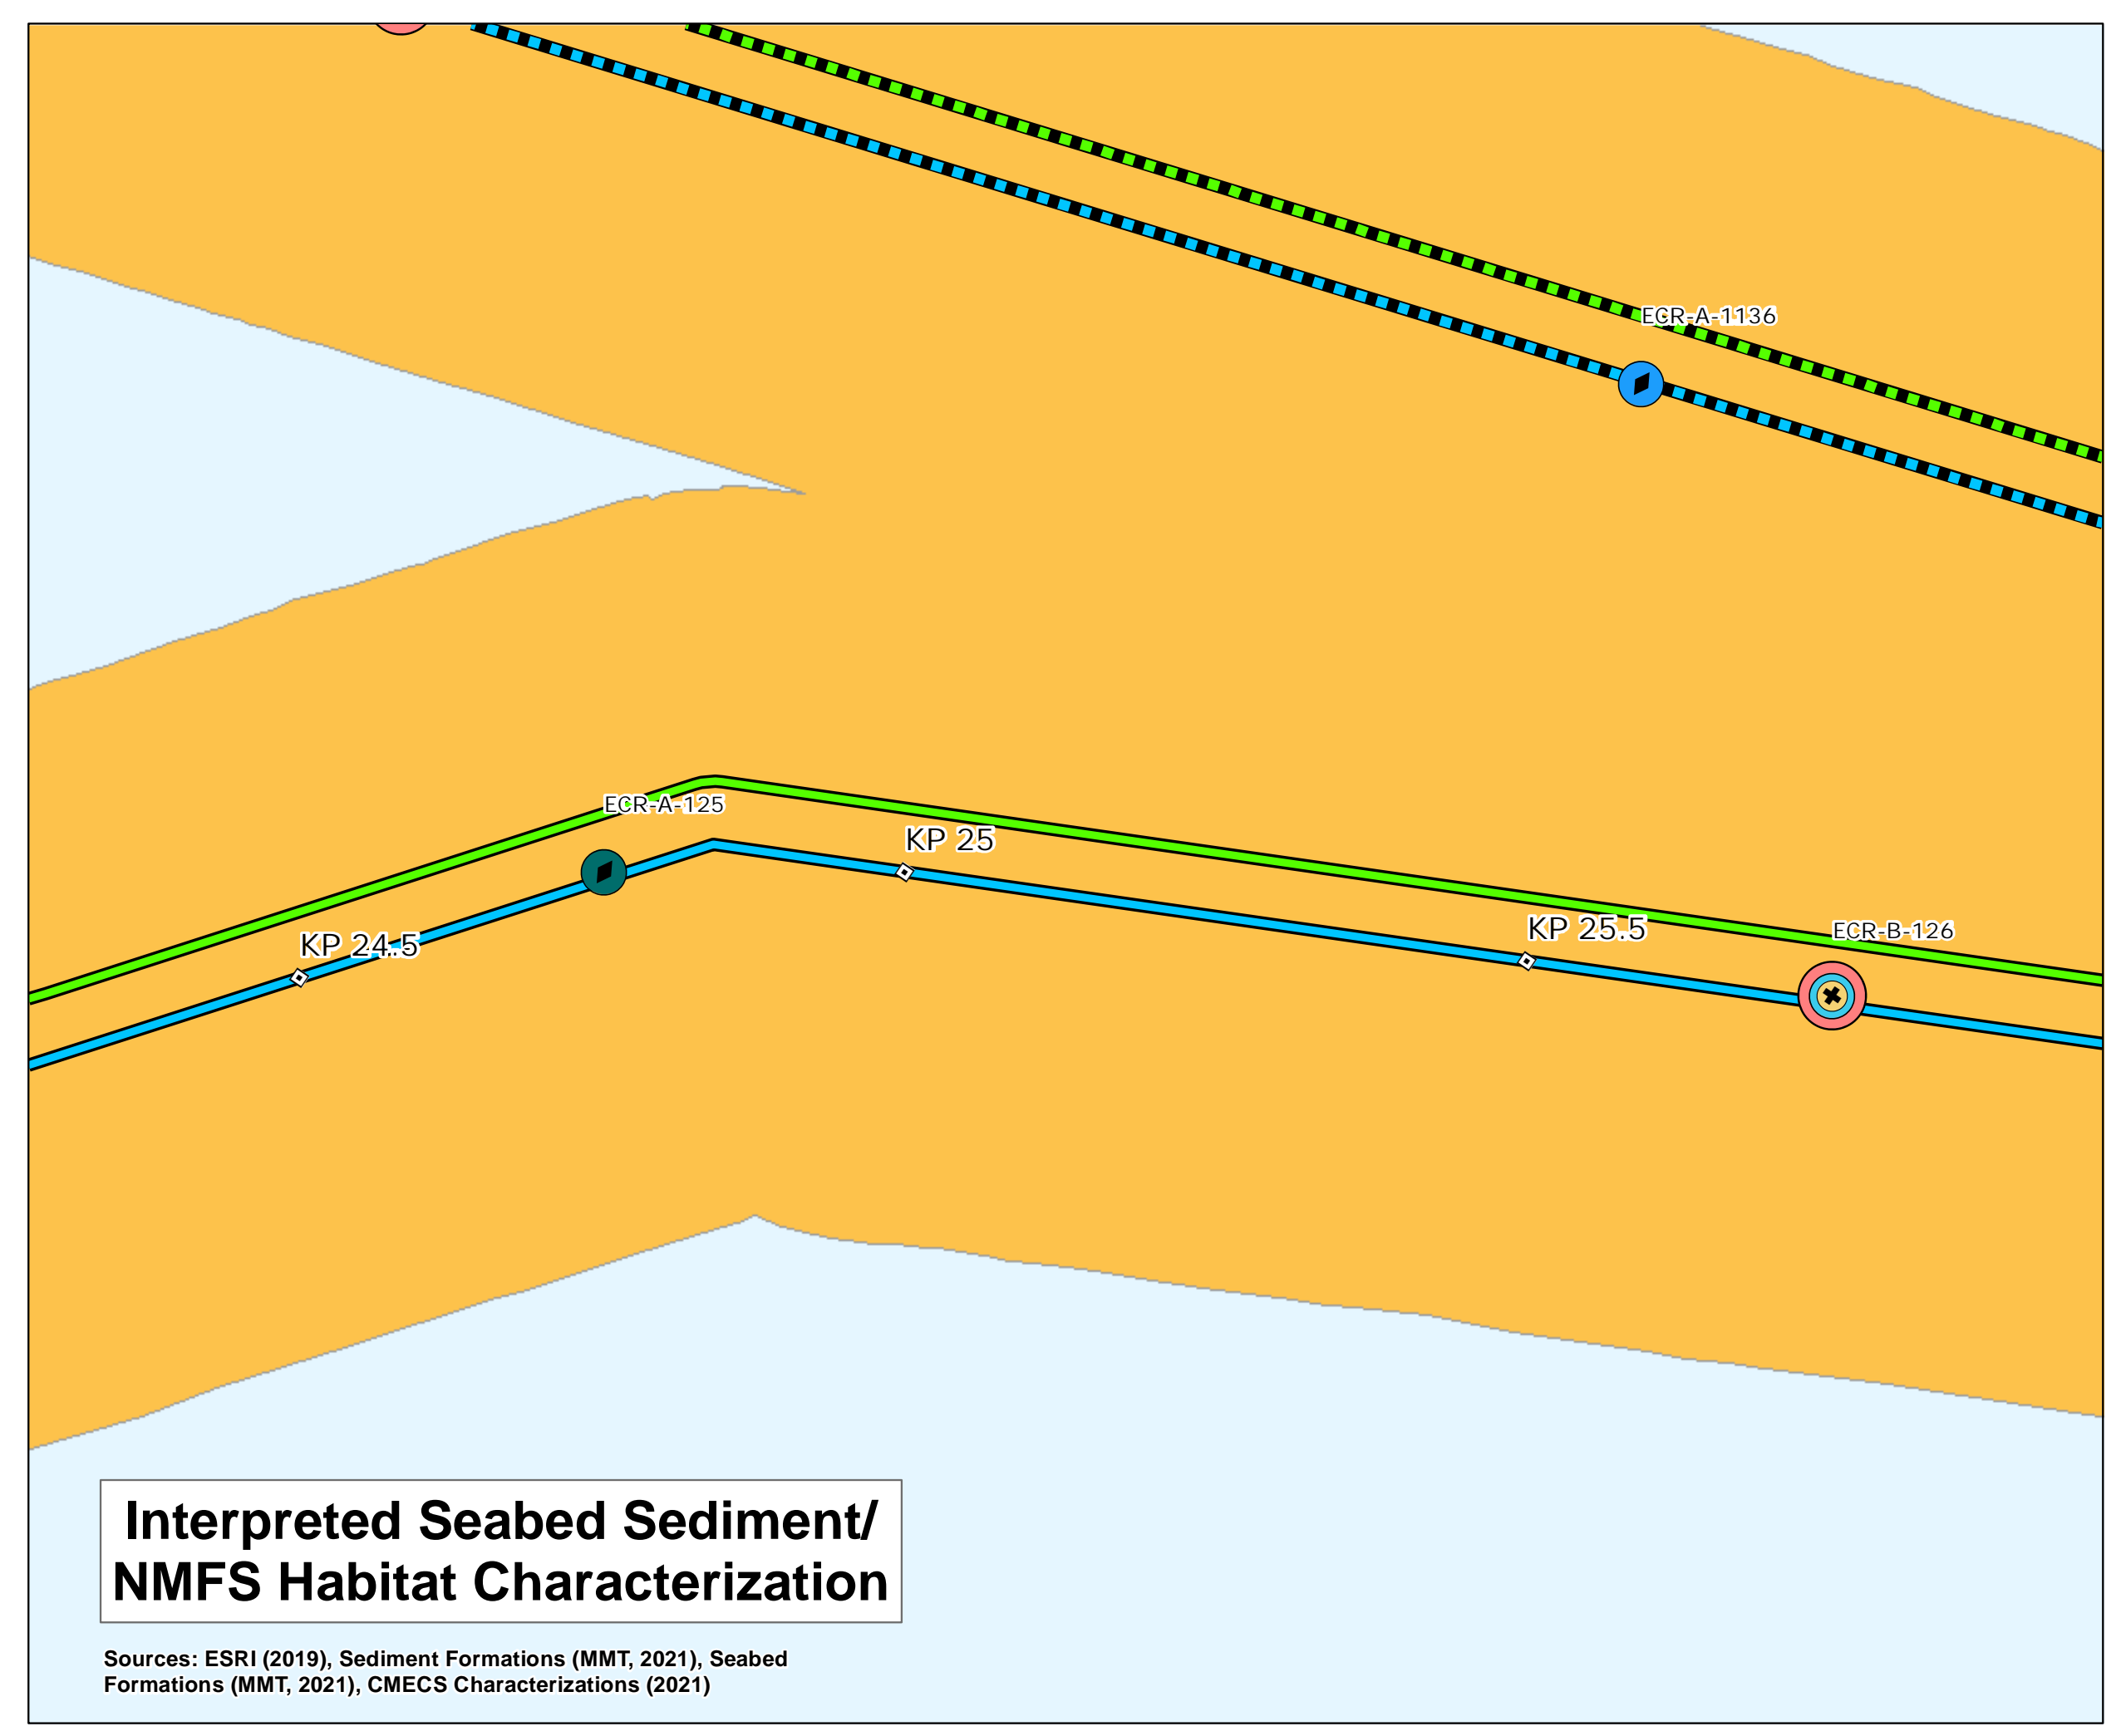 ECR-A-1136
ECR-A-125
KP 25
KP 24.5
KP 25.5
ECR-B-126
Interpreted Seabed Sediment/
NMFS Habitat Characterization
Sources: ESRI (2019), Sediment Formations (MMT, 2021), Seabed
Formations (MMT, 2021), CMECS Characterizations (2021)